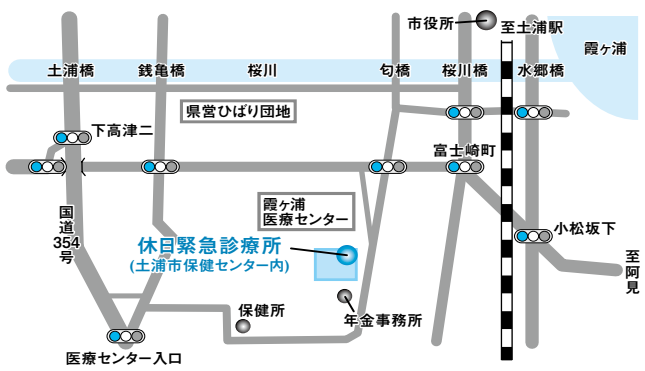 市役所
至土浦駅
霞ヶ浦
土浦橋
銭亀橋
桜川
匂橋
桜川橋
水郷橋
県営ひばり団地
下高津二
富士崎町
霞ヶ浦
医療センター
国道354号
休日緊急診療所
(土浦市保健センター内)
小松坂下
至阿見
保健所
年金事務所
医療センター入口